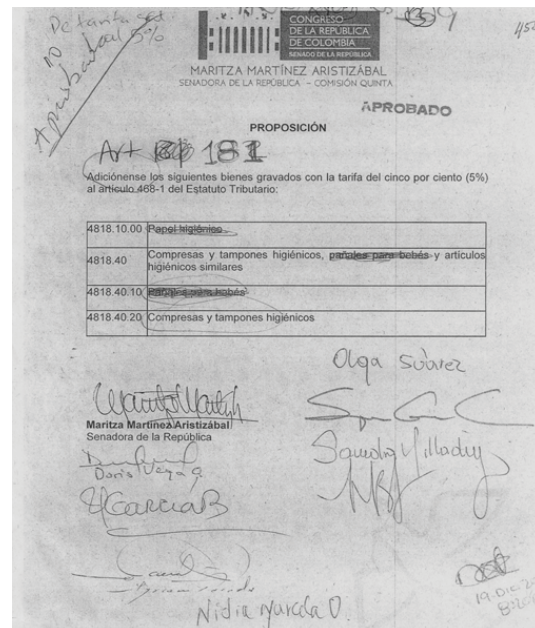 De tarifa
10
al 5%
452
CONGRESO
DE LA REPÚBLICA
DE COLOMBIA
SENADO DE LA REPÚBLICA
MARITZA MARTÍNEZ ARISTIZÁBAL
SENADORA DE LA REPÚBLICA – COMISIÓN QUINTA
APROBADO
PROPOSICIÓN
Art 181
Adiciónense los siguientes bienes gravados con la tarifa del cinco por ciento (5%)
al artículo 468-1 del Estatuto Tributario:
4818.10.00 Papel higiénico
4818.40 Compresas y tampones higiénicos, pañales para bebés y artículos
higiénicos similares
4818.40.10 Pañales para bebés
4818.40.20 Compresas y tampones higiénicos
Olga Suárez
Maritza Martínez Aristizábal
Senadora de la República
Doris Vega
García B
Nidia Marcela O.
19. Dic